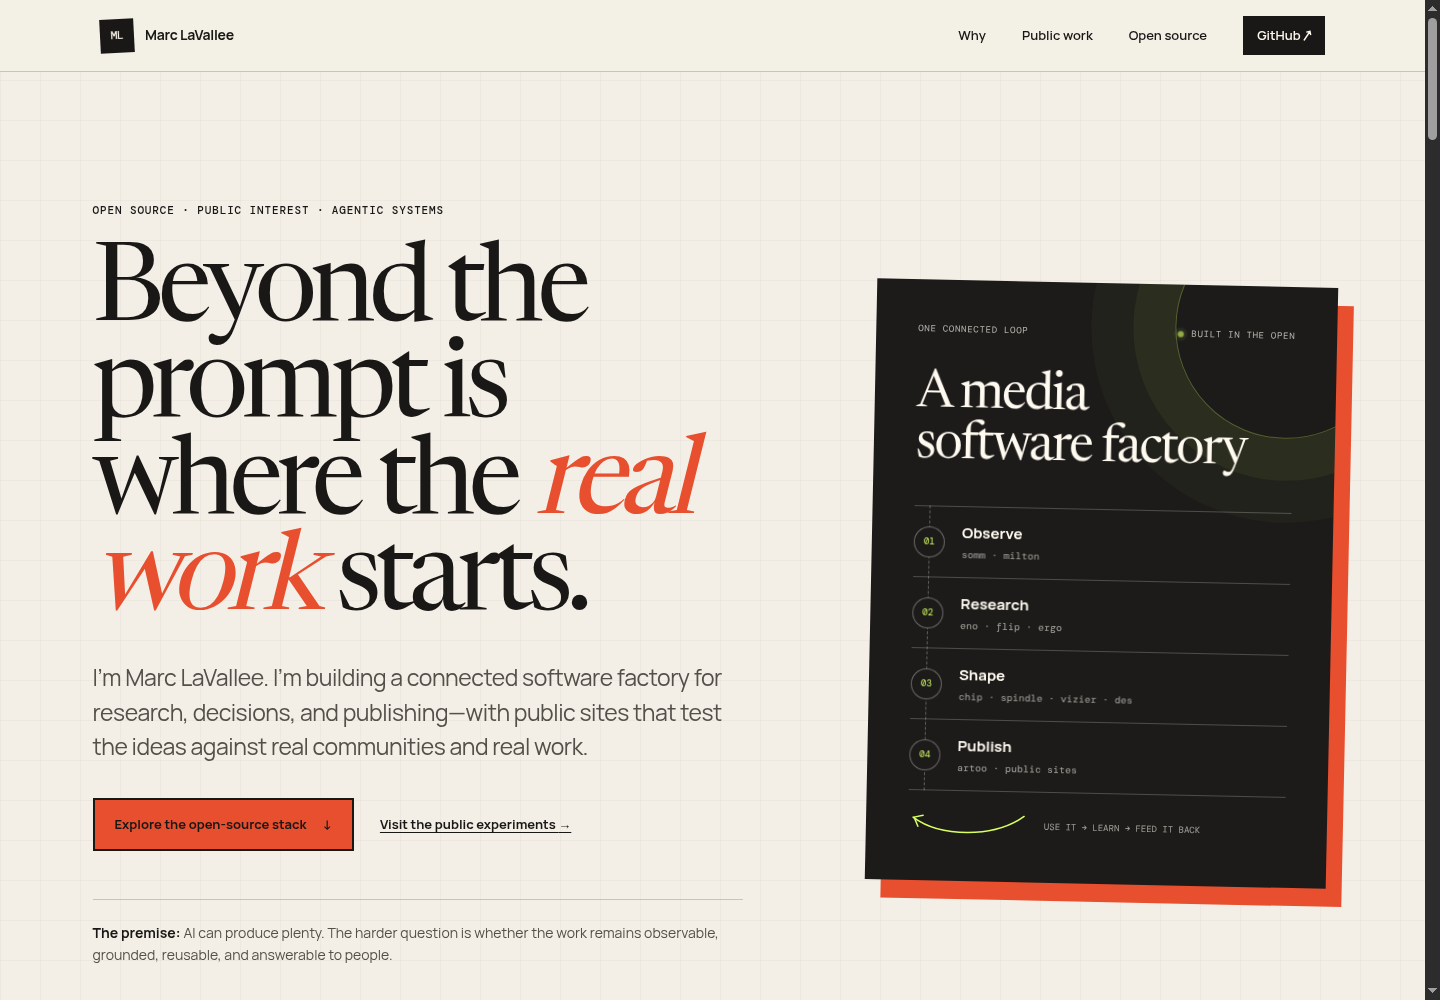 ML
Marc LaVallee
Why
Public work
Open source
GitHub ↗
OPEN SOURCE · PUBLIC INTEREST · AGENTIC SYSTEMS
Beyond the
prompt is
where the real
work starts.
I'm Marc LaVallee. I'm building a connected software factory for
research, decisions, and publishing—with public sites that test
the ideas against real communities and real work.
Explore the open-source stack ↓
Visit the public experiments →
The premise: AI can produce plenty. The harder question is whether the work remains observable,
grounded, reusable, and answerable to people.
ONE CONNECTED LOOP
BUILT IN THE OPEN
A media
software factory
01
Observe
somm · milton
02
Research
eno · flip · ergo
03
Shape
chip · spindle · vizier · des
04
Publish
artoo · public sites
USE IT → LEARN → FEED IT BACK